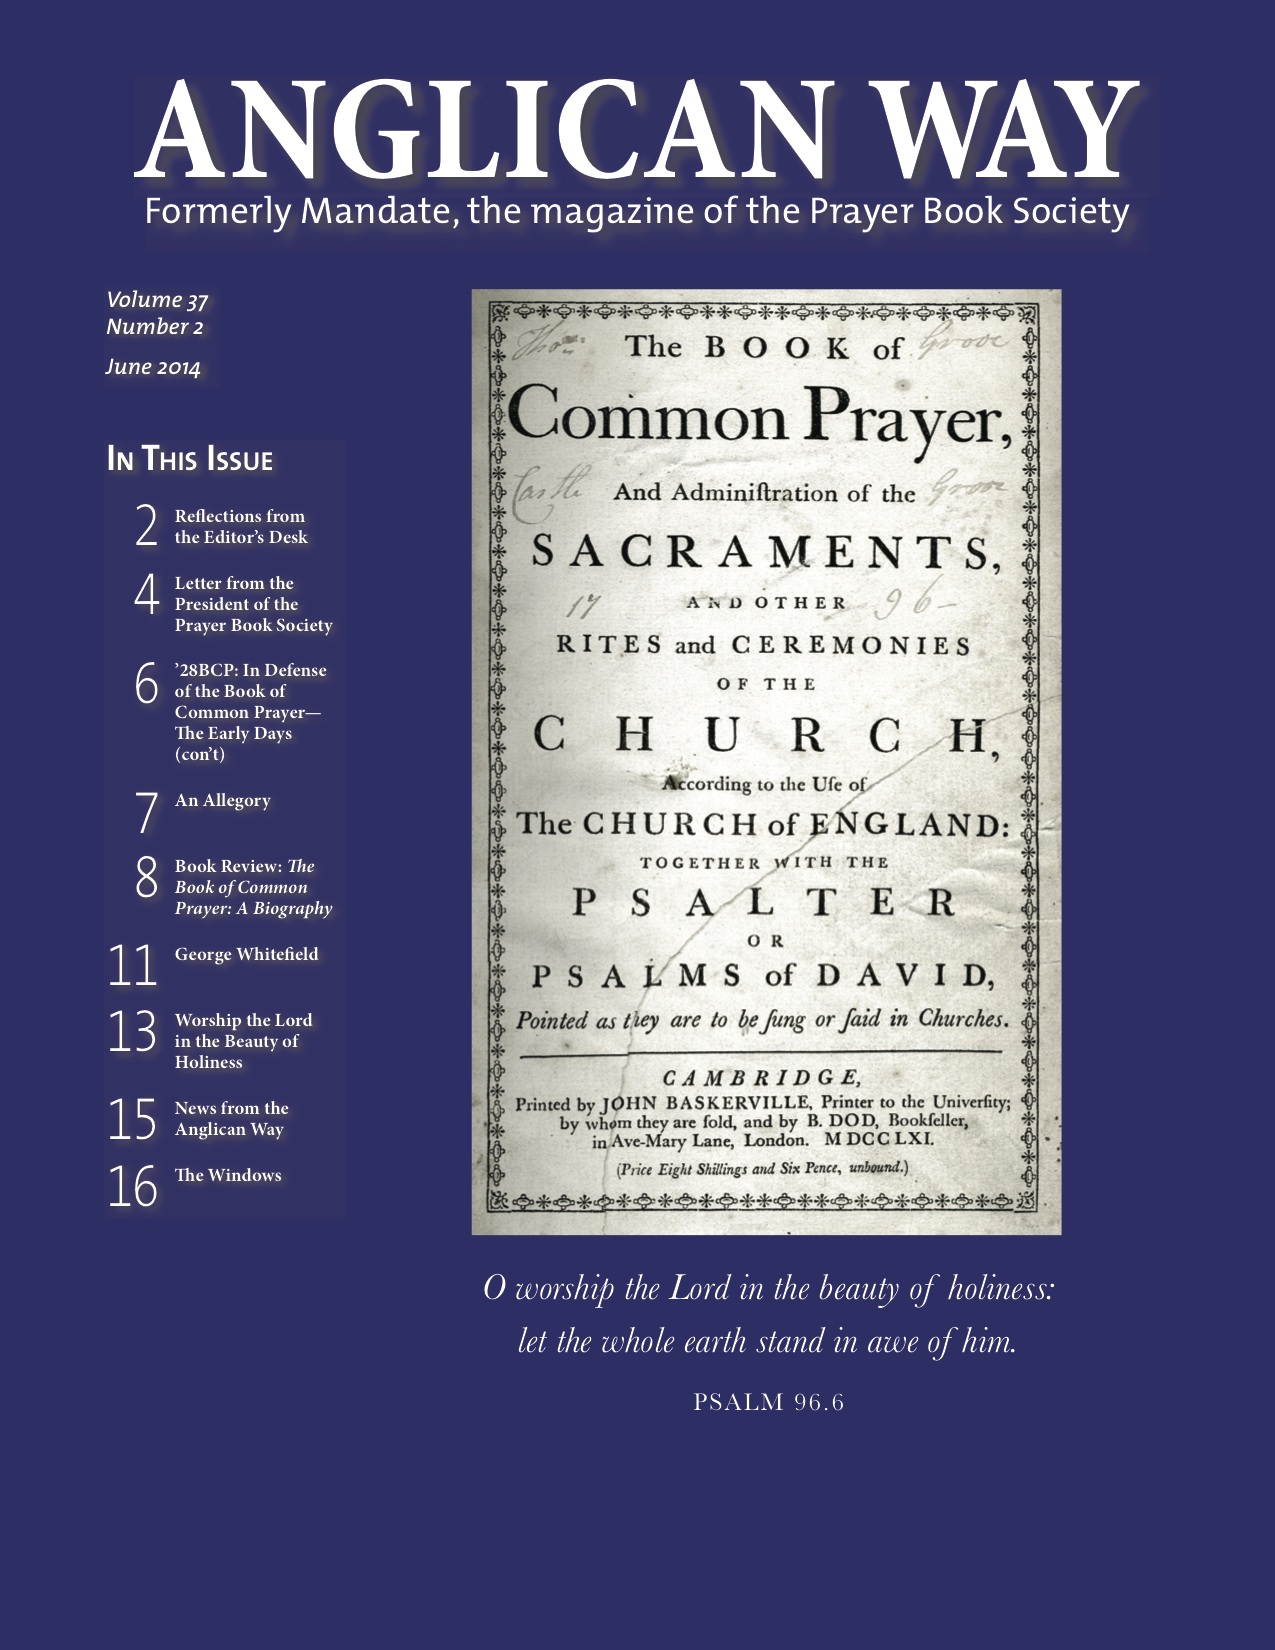 ANGLICAN WAY
Formerly Mandate, the magazine of the Prayer Book Society
Volume 37
Number 2
June 2014
IN THIS ISSUE
2 Reflections from
the Editor's Desk
4 Letter from the
President of the
Prayer Book Society
6 ’28BCP: In Defense
of the Book of
Common Prayer—
The Early Days
(con't)
7 An Allegory
8 Book Review: The
Book of Common
Prayer: A Biography
11 George Whitefield
13 Worship the Lord
in the Beauty of
Holiness
15 News from the
Anglican Way
16 The Windows
The BOOK of Grove
Common Prayer,
Castle And Adminiſtration of the Grove
SACRAMENTS,
17 AND OTHER 96-
RITES and CEREMONIES
OF THE
CHURCH,
According to the Uſe of
The CHURCH of ENGLAND:
TOGETHER WITH THE
PSALTER
OR
PSALMS of DAVID,
Pointed as they are to be ſung or ſaid in Churches.
CAMBRIDGE,
Printed by JOHN BASKERVILLE, Printer to the Univerſity;
by whom they are ſold, and by B. DOD, Bookſeller,
in Ave-Mary Lane, London. MDCCLXI.
(Price Eight Shillings and Six Pence, unbound.)
O worship the Lord in the beauty of holiness:
let the whole earth stand in awe of him.
PSALM 96.6